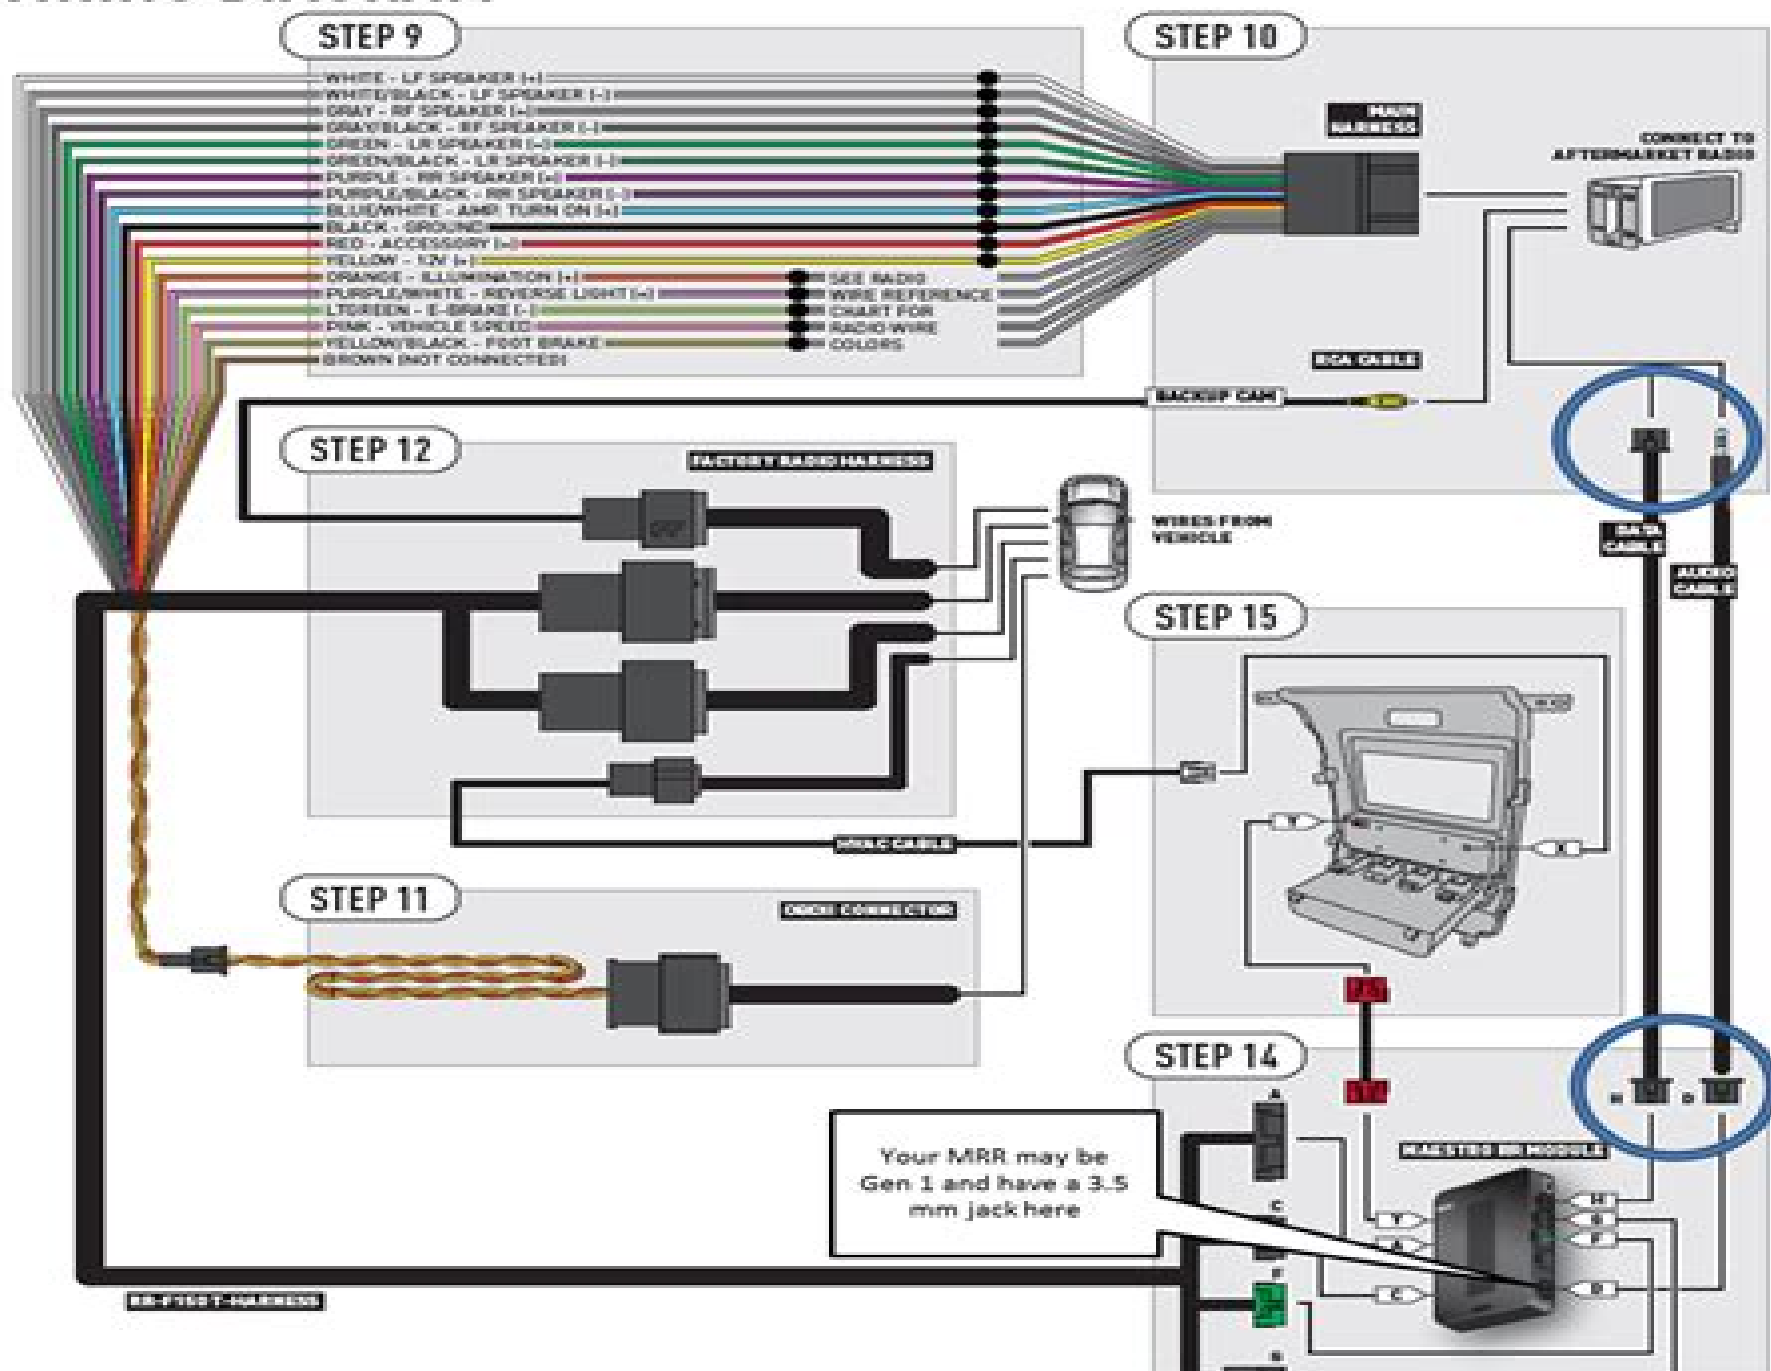 STEP 9
WHITE - LF SPEAKER (+)
WHITE/BLACK - LF SPEAKER (-)
GRAY - RF SPEAKER (+)
GRAY/BLACK - RF SPEAKER (-)
GREEN - LR SPEAKER (+)
GREEN/BLACK - LR SPEAKER (-)
PURPLE - RR SPEAKER (+)
PURPLE/BLACK - RR SPEAKER (-)
BLUE/WHITE - AMP. TURN ON (+)
BLACK - GROUND
RED - ACCESSORY (+)
YELLOW - 12V (+)
ORANGE - ILLUMINATION (+)
PURPLE/WHITE - REVERSE LIGHT (+)
LTGREEN - E-BRAKE (-)
PINK - VEHICLE SPEED
YELLOW/BLACK - FOOT BRAKE
BROWN (NOT CONNECTED)
SEE RADIO
WIRE REFERENCE
CHART FOR
RADIO WIRE
COLORS
STEP 10
MAIN
HARNESS
CONNECT TO
AFTERMARKET RADIO
RCA CABLE
BACKUP CAM
DATA
CABLE
AUDIO
CABLE
STEP 12
FACTORY RADIO HARNESS
WIRES FROM
VEHICLE
HVAC CABLE
STEP 15
Y
X
STEP 11
CONNECTOR
STEP 14
A
C
F
H
D
MAESTRO RR MODULE
Y
A
C
H
F
D
Your MRR may be
Gen 1 and have a 3.5
mm jack here
T-HARNESS